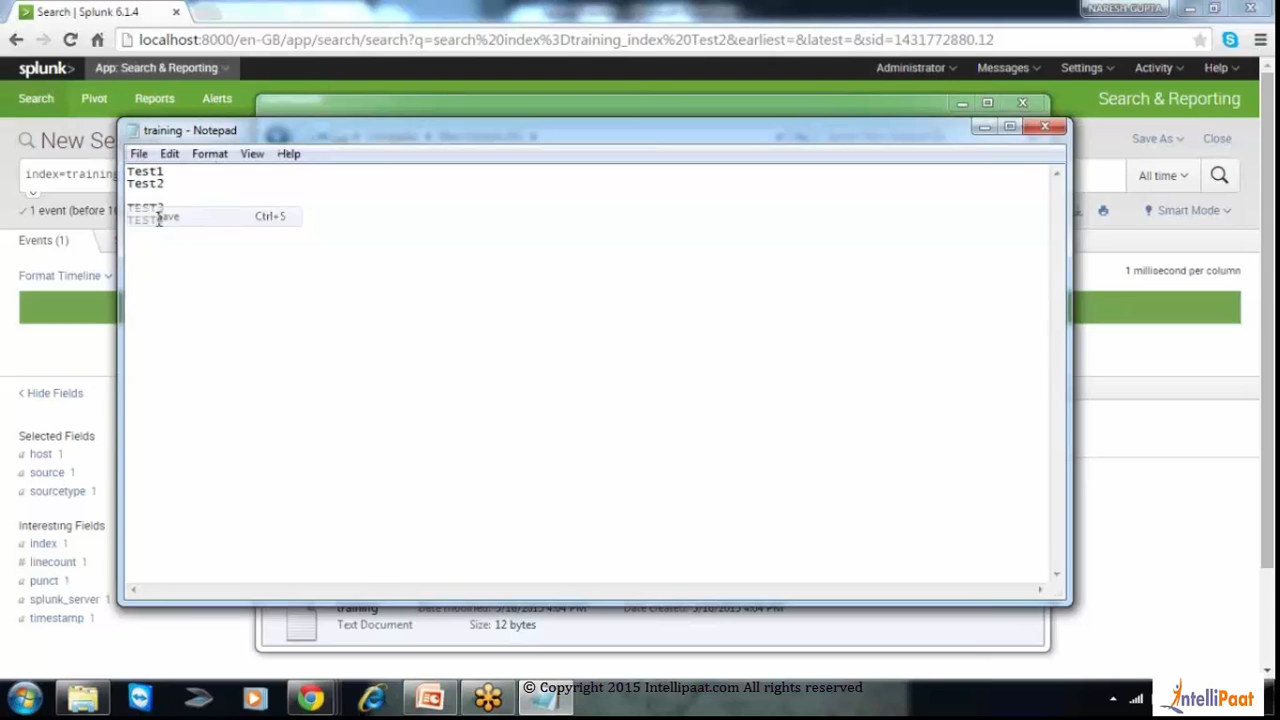 Search | Splunk 6.1.4
NARESH GUPTA
localhost:8000/en-GB/app/search/search?q=search%20index%3Dtraining_index%20Test2&earliest=&latest=&sid=1431772880.12
splunk> App: Search & Reporting
Administrator Messages Settings Activity Help
Search Pivot Reports Alerts
Search & Reporting
training - Notepad
New Se
Save As Close
File Edit Format View Help
Test1
index=training
All time
Test2
TEST3
1 event (before 1
Smart Mode
Save Ctrl+S
Events (1)
Format Timeline
1 millisecond per column
< Hide Fields
Selected Fields
a host 1
a source 1
a sourcetype 1
Interesting Fields
a index 1
# linecount 1
a punct 1
a splunk_server 1
a timestamp 1
training
Text Document Size: 12 bytes
© Copyright 2015 Intellipaat.com All rights reserved
IntelliPaat